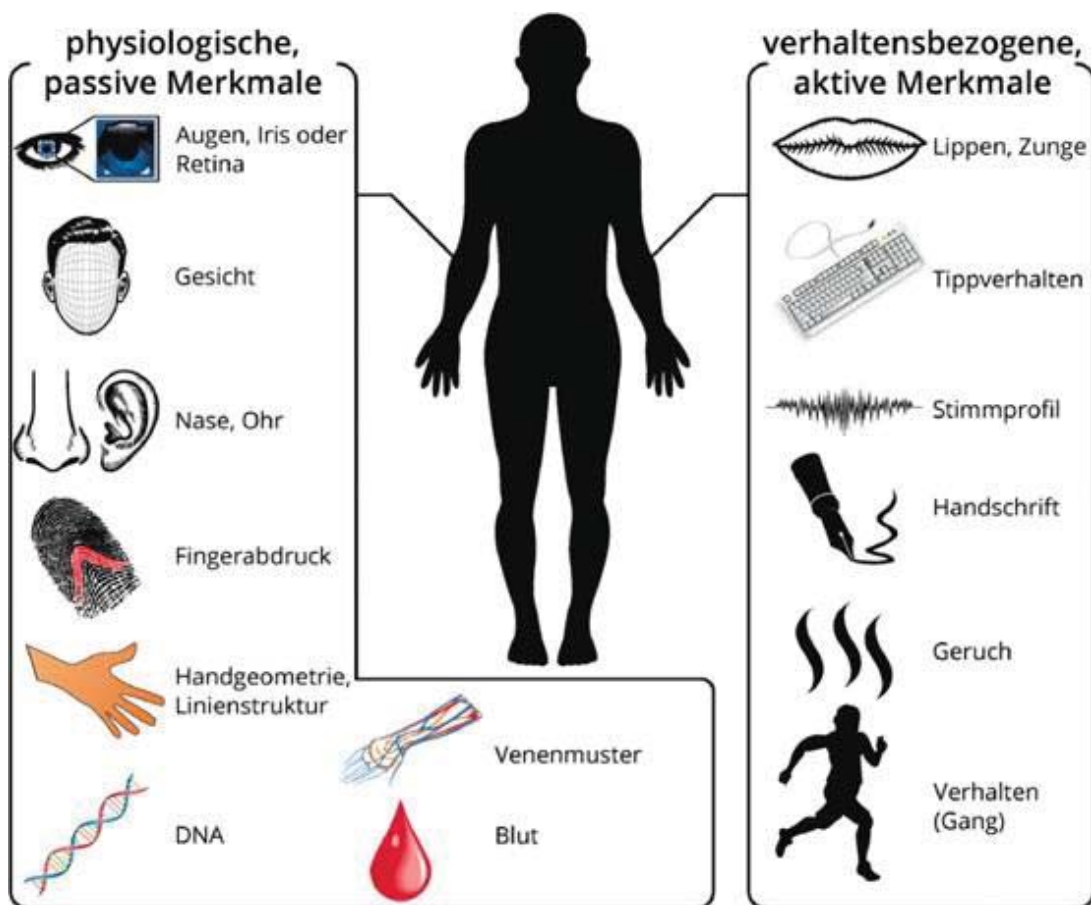 physiologische,
passive Merkmale
Augen, Iris oder
Retina
Gesicht
Nase, Ohr
Fingerabdruck
Handgeometrie,
Linienstruktur
DNA
Venenmuster
Blut
verhaltensbezogene,
aktive Merkmale
Lippen, Zunge
Tippverhalten
Stimmprofil
Handschrift
Geruch
Verhalten
(Gang)